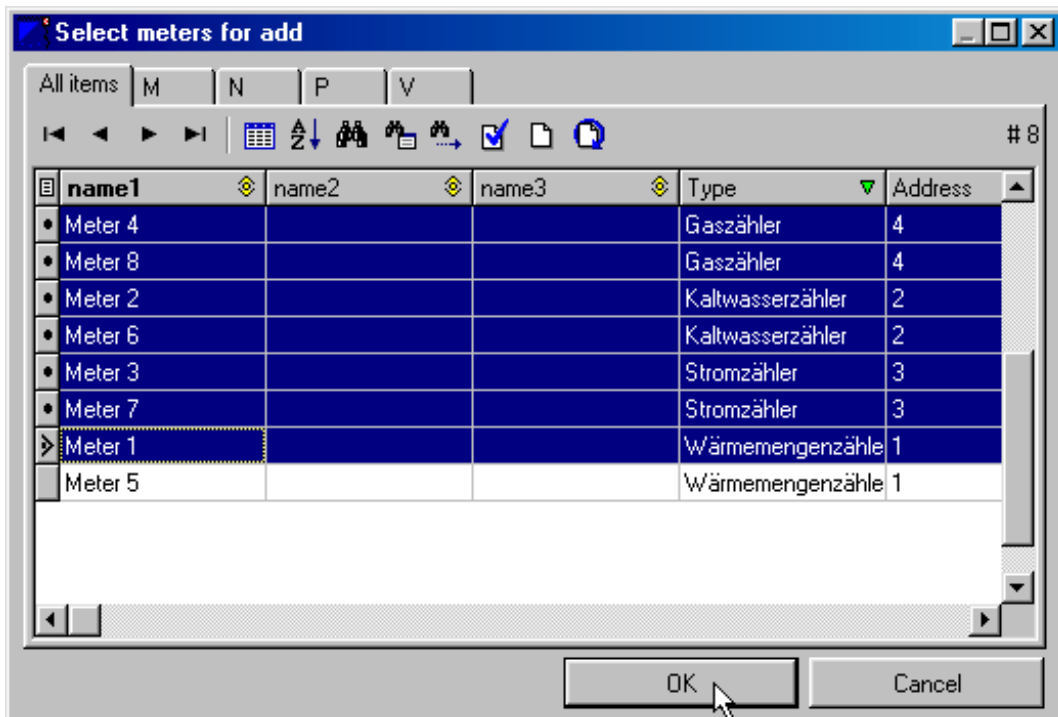 Select meters for add
All items M N P V
# 8
name1 name2 name3 Type Address
Meter 4 Gaszähler 4
Meter 8 Gaszähler 4
Meter 2 Kaltwasserzähler 2
Meter 6 Kaltwasserzähler 2
Meter 3 Stromzähler 3
Meter 7 Stromzähler 3
Meter 1 Wärmemengenzähle 1
Meter 5 Wärmemengenzähle 1
OK Cancel